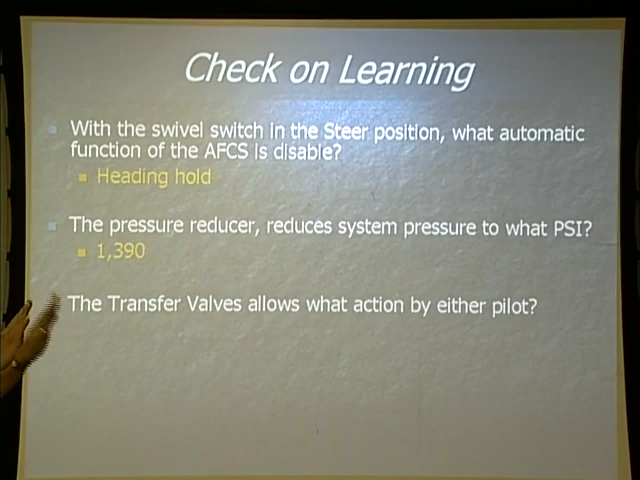 Check on Learning
With the swivel switch in the Steer position, what automatic
function of the AFCS is disable?
Heading hold
The pressure reducer, reduces system pressure to what PSI?
1,390
The Transfer Valves allows what action by either pilot?